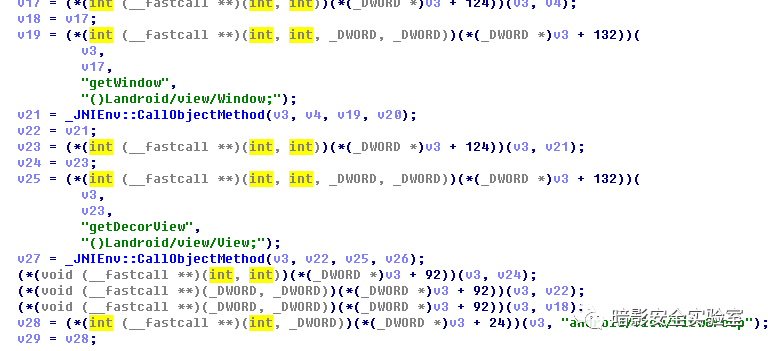 v17 = (*(int (__fastcall **)(int, int))(*(_DWORD *)v3 + 124))(v3, v4);
v18 = v17;
v19 = (*(int (__fastcall **)(int, int, _DWORD, _DWORD))(*(_DWORD *)v3 + 132))(
v3,
v17,
"getWindow",
"()Landroid/view/Window;");
v21 = _JNIEnv::CallObjectMethod(v3, v4, v19, v20);
v22 = v21;
v23 = (*(int (__fastcall **)(int, int))(*(_DWORD *)v3 + 124))(v3, v21);
v24 = v23;
v25 = (*(int (__fastcall **)(int, int, _DWORD, _DWORD))(*(_DWORD *)v3 + 132))(
v3,
v23,
"getDecorView",
"()Landroid/view/View;");
v27 = _JNIEnv::CallObjectMethod(v3, v22, v25, v26);
(*(void (__fastcall **)(int, int))(*(_DWORD *)v3 + 92))(v3, v24);
(*(void (__fastcall **)(_DWORD, _DWORD))(*(_DWORD *)v3 + 92))(v3, v22);
(*(void (__fastcall **)(_DWORD, _DWORD))(*(_DWORD *)v3 + 92))(v3, v18);
v28 = (*(int (__fastcall **)(int, _DWORD))(*(_DWORD *)v3 + 24))(v3, "android/view/ViewGroup");
v29 = v28;
暗影安全实验室